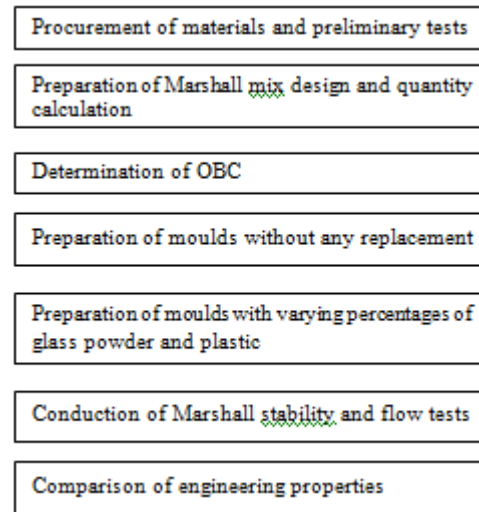 Procurement of materials and preliminary tests
Preparation of Marshall mix design and quantity
calculation
Determination of OBC
Preparation of moulds without any replacement
Preparation of moulds with varying percentages of
glass powder and plastic
Conduction of Marshall stability and flow tests
Comparison of engineering properties